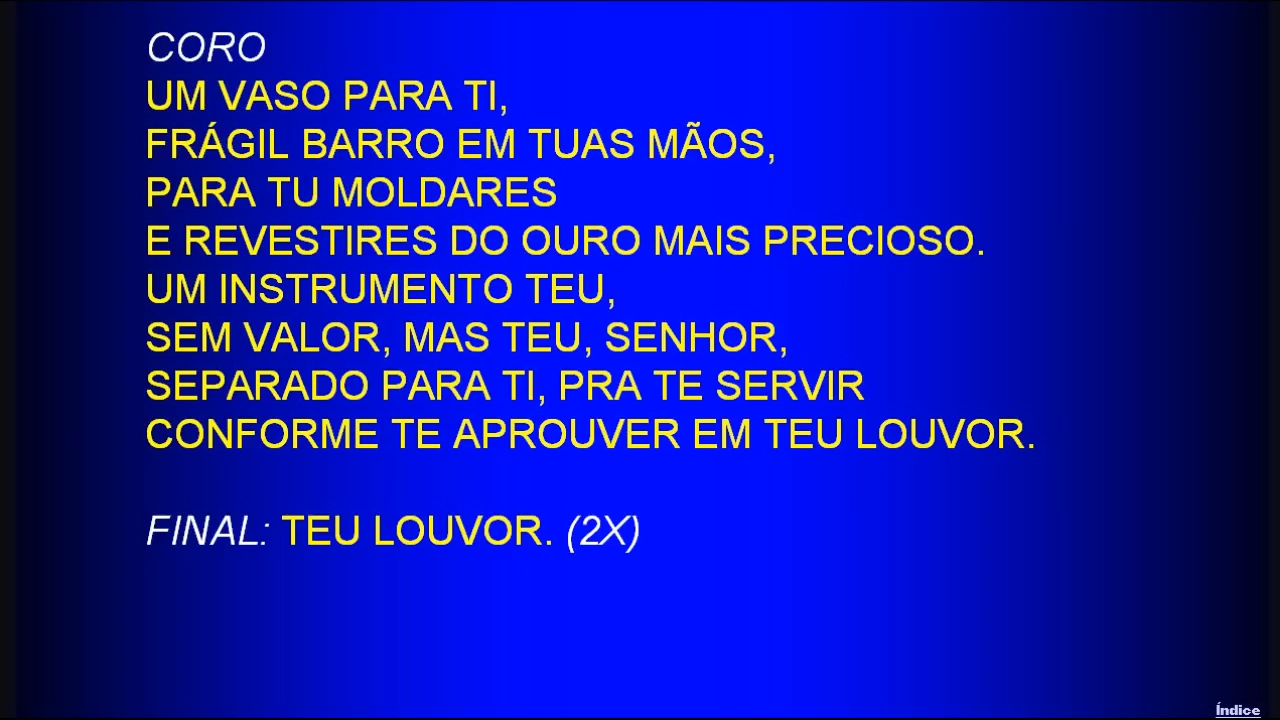 CORO
UM VASO PARA TI,
FRÁGIL BARRO EM TUAS MÃOS,
PARA TU MOLDARES
E REVESTIRES DO OURO MAIS PRECIOSO.
UM INSTRUMENTO TEU,
SEM VALOR, MAS TEU, SENHOR,
SEPARADO PARA TI, PRA TE SERVIR
CONFORME TE APROUVER EM TEU LOUVOR.
FINAL: TEU LOUVOR. (2X)
Índice